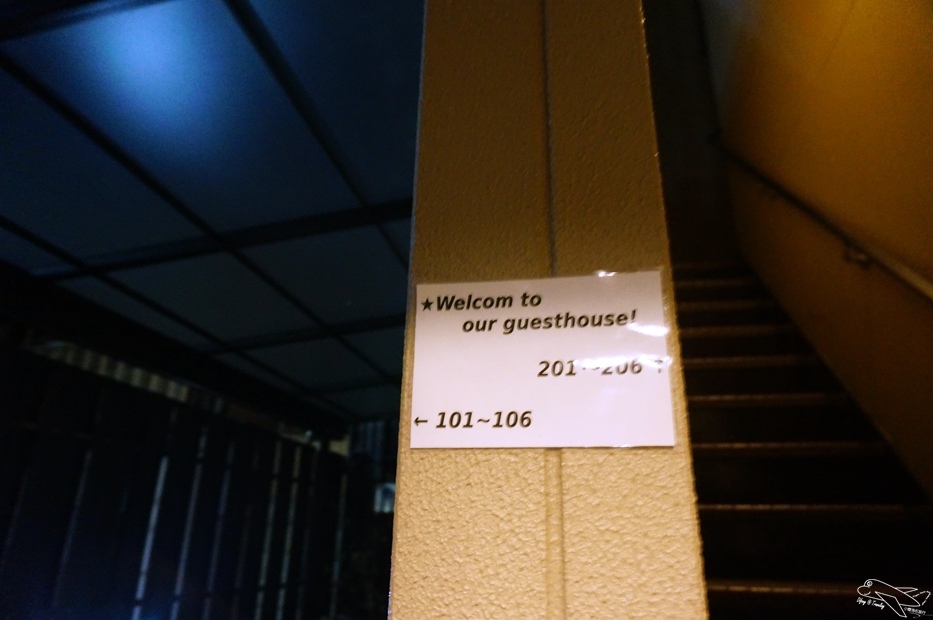 ★Welcom to
our guesthouse!
201~206 ↑
← 101~106